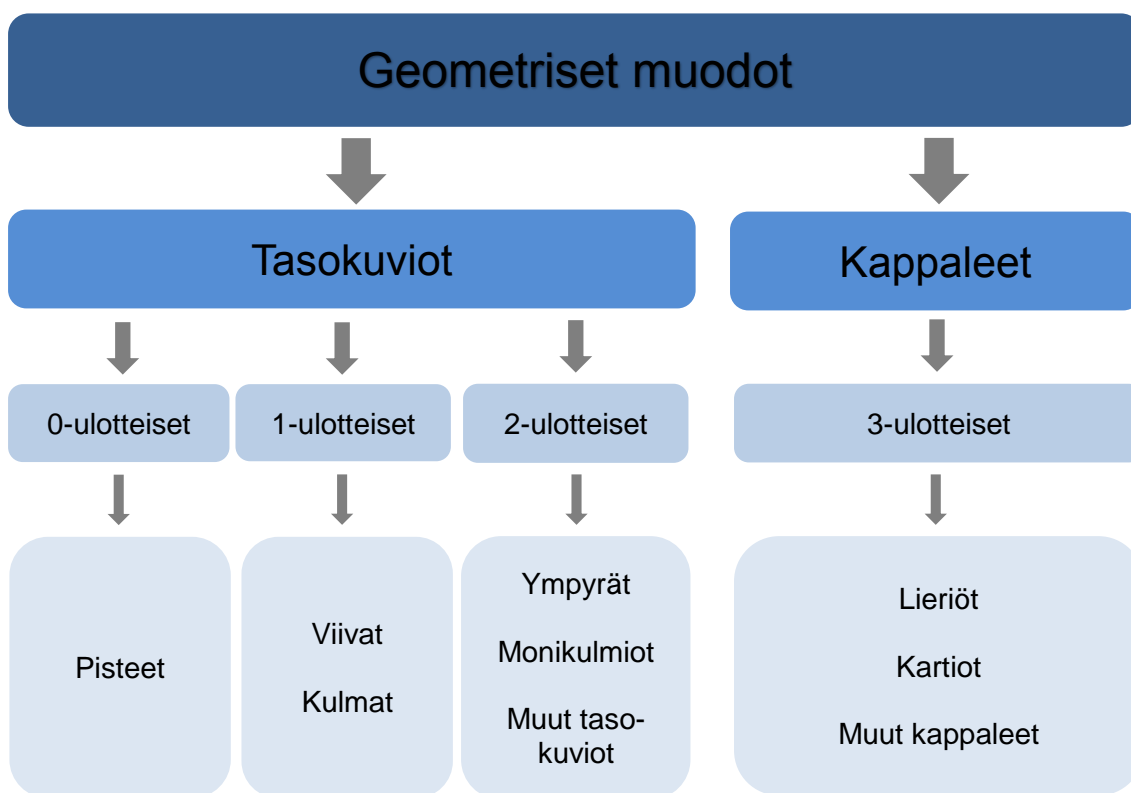 Geometriset muodot
Tasokuviot
Kappaleet
0-ulotteiset
1-ulotteiset
2-ulotteiset
3-ulotteiset
Pisteet
Viivat
Kulmat
Ympyrät
Monikulmiot
Muut taso-
kuviot
Lieriöt
Kartiot
Muut kappaleet